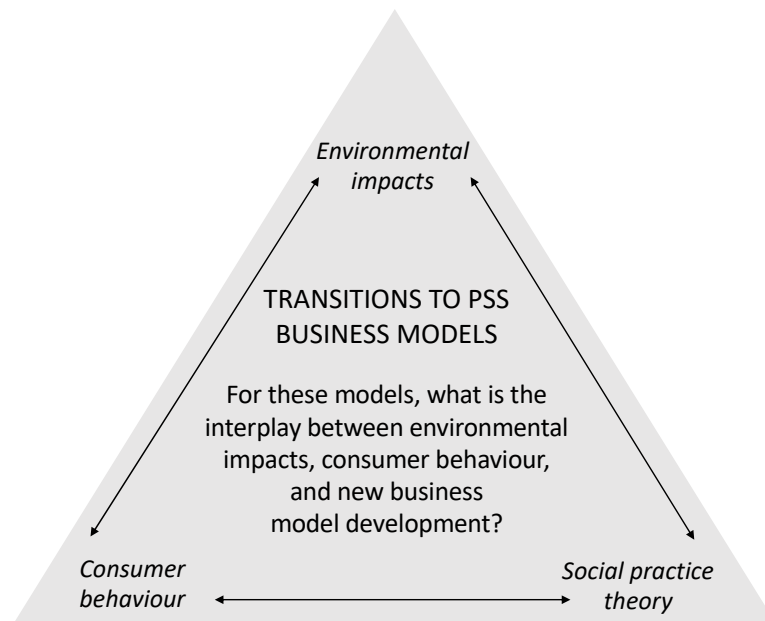 Environmental
impacts
TRANSITIONS TO PSS
BUSINESS MODELS
For these models, what is the
interplay between environmental
impacts, consumer behaviour,
and new business
model development?
Consumer
behaviour
Social practice
theory